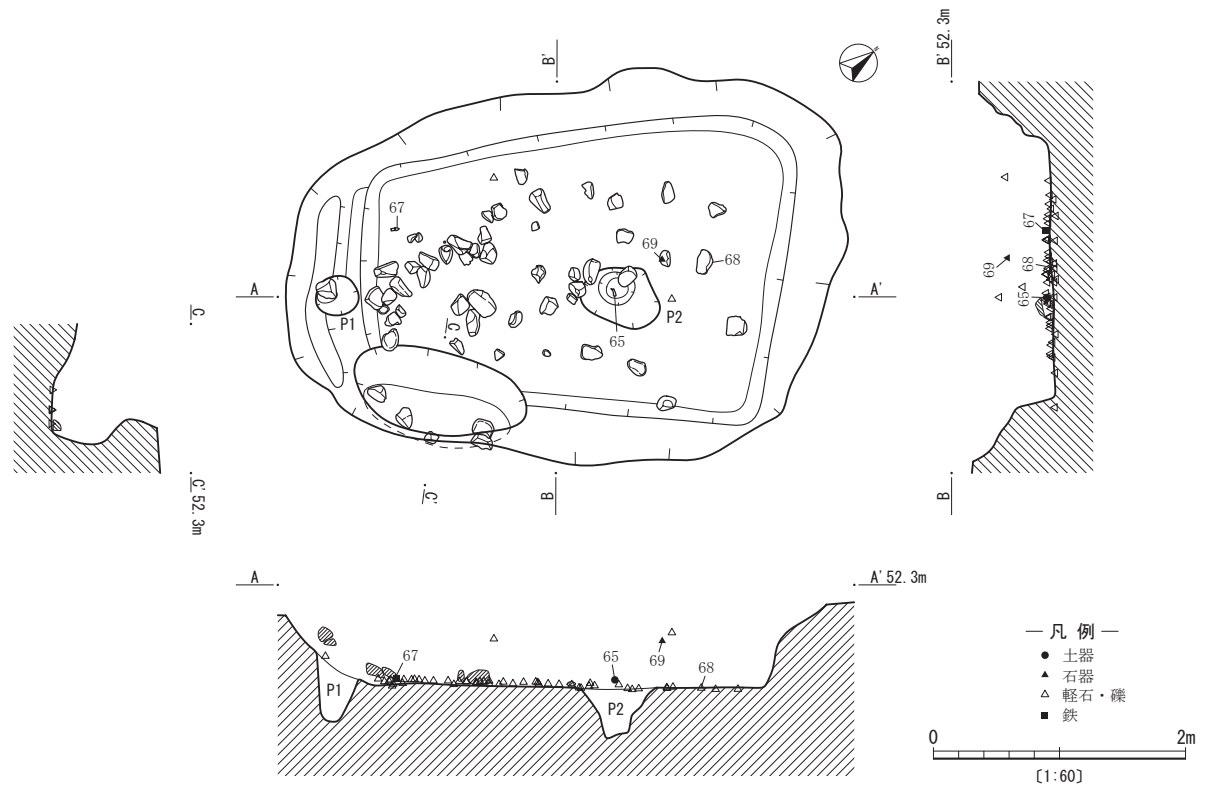 B'
B' 52.3m
67
69
68
67
68
69
65
A
A'
P1
P2
C
C
65
C' 52.3m
C'
B
B
A
A' 52.3m
67
65
69
68
P1
P2
― 凡 例 ―
● 土器
▲ 石器
△ 軽石・礫
■ 鉄
0
2m
〔1:60〕